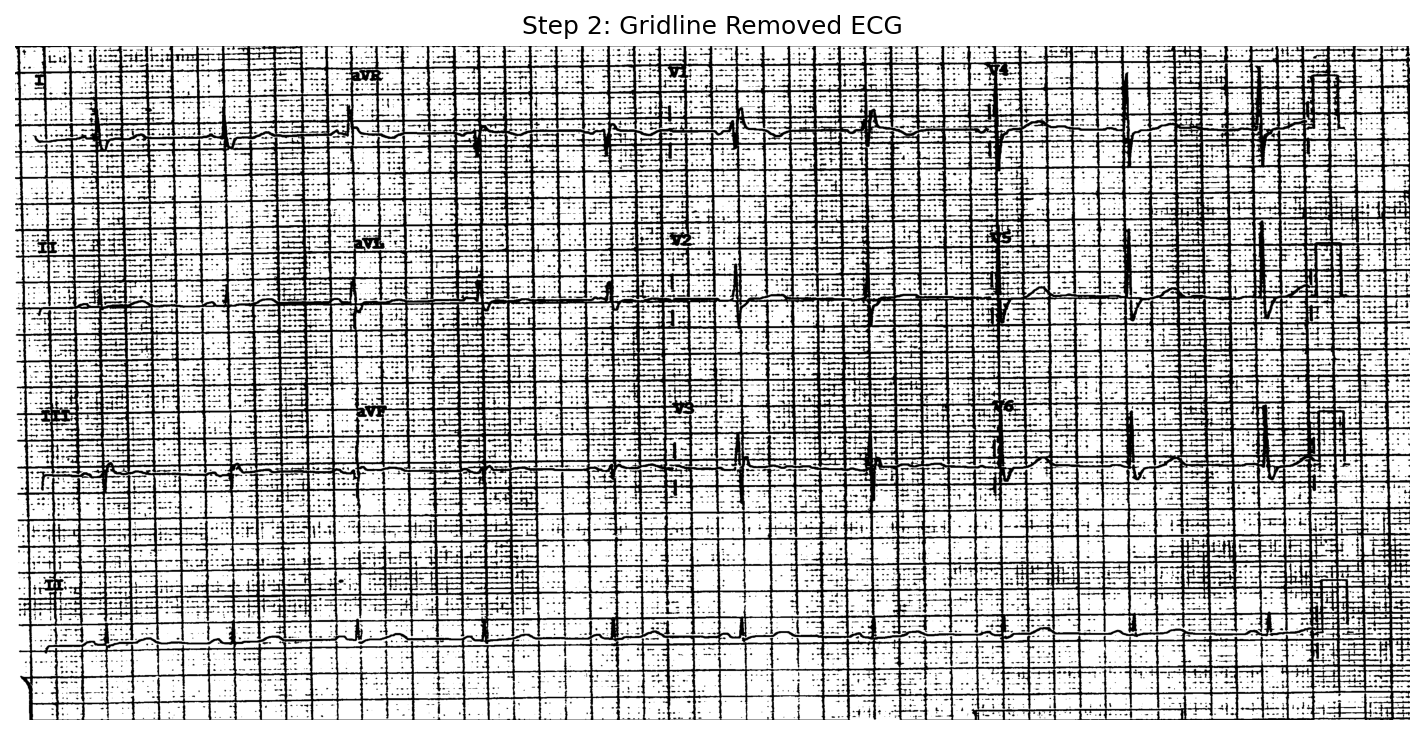 Step 2: Gridline Removed ECG
I aVR V1 V4
II aVL V2 V5
III aVF V3 V6
II